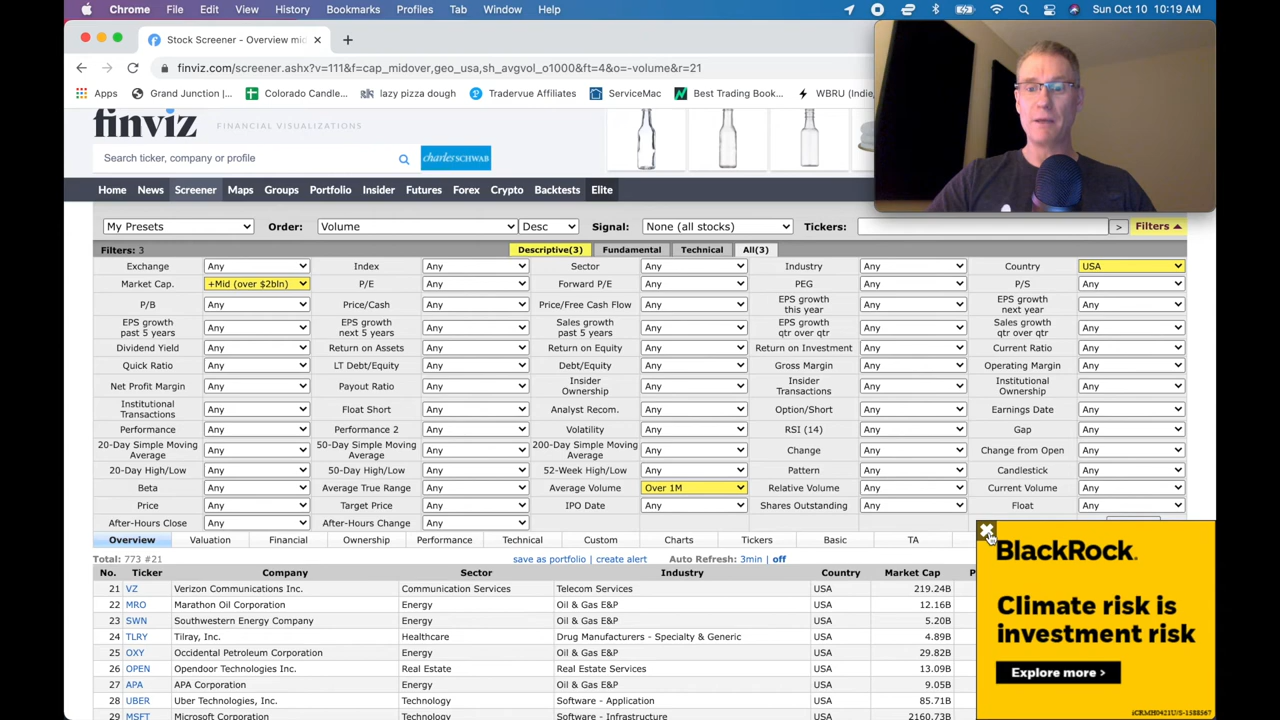 Chrome File Edit View History Bookmarks Profiles Tab Window Help Sun Oct 10 10:19 AM
Stock Screener - Overview mid
finviz.com/screener.ashx?v=111&f=cap_midover,geo_usa,sh_avgvol_o1000&ft=4&o=-volume&r=21
Apps Grand Junction |... Colorado Candle... lazy pizza dough Tradervue Affiliates ServiceMac Best Trading Book... WBRU (Indie,
finviz FINANCIAL VISUALIZATIONS
Search ticker, company or profile charles SCHWAB
Home News Screener Maps Groups Portfolio Insider Futures Forex Crypto Backtests Elite
My Presets Order: Volume Desc Signal: None (all stocks) Tickers: > Filters
Filters: 3 Descriptive(3) Fundamental Technical All(3)
Exchange Any Index Any Sector Any Industry Any Country USA
Market Cap. +Mid (over $2bln) P/E Any Forward P/E Any PEG Any P/S Any
P/B Any Price/Cash Any Price/Free Cash Flow Any EPS growth this year Any EPS growth next year Any
EPS growth past 5 years Any EPS growth next 5 years Any Sales growth past 5 years Any EPS growth qtr over qtr Any Sales growth qtr over qtr Any
Dividend Yield Any Return on Assets Any Return on Equity Any Return on Investment Any Current Ratio Any
Quick Ratio Any LT Debt/Equity Any Debt/Equity Any Gross Margin Any Operating Margin Any
Net Profit Margin Any Payout Ratio Any Insider Ownership Any Insider Transactions Any Institutional Ownership Any
Institutional Transactions Any Float Short Any Analyst Recom. Any Option/Short Any Earnings Date Any
Performance Any Performance 2 Any Volatility Any RSI (14) Any Gap Any
20-Day Simple Moving Average Any 50-Day Simple Moving Average Any 200-Day Simple Moving Average Any Change Any Change from Open Any
20-Day High/Low Any 50-Day High/Low Any 52-Week High/Low Any Pattern Any Candlestick Any
Beta Any Average True Range Any Average Volume Over 1M Relative Volume Any Current Volume Any
Price Any Target Price Any IPO Date Any Shares Outstanding Any Float Any
After-Hours Close Any After-Hours Change Any
Overview Valuation Financial Ownership Performance Technical Custom Charts Tickers Basic TA
Total: 773 #21 save as portfolio | create alert Auto Refresh: 3min | off
No. Ticker Company Sector Industry Country Market Cap P
21 VZ Verizon Communications Inc. Communication Services Telecom Services USA 219.24B
22 MRO Marathon Oil Corporation Energy Oil & Gas E&P USA 12.16B
23 SWN Southwestern Energy Company Energy Oil & Gas E&P USA 5.20B
24 TLRY Tilray, Inc. Healthcare Drug Manufacturers - Specialty & Generic USA 4.89B
25 OXY Occidental Petroleum Corporation Energy Oil & Gas E&P USA 29.82B
26 OPEN Opendoor Technologies Inc. Real Estate Real Estate Services USA 13.09B
27 APA APA Corporation Energy Oil & Gas E&P USA 9.05B
28 UBER Uber Technologies, Inc. Technology Software - Application USA 85.71B
29 MSFT Microsoft Corporation Technology Software - Infrastructure USA 2160.73B
BlackRock.
Climate risk is
investment risk
Explore more >
iCRMH0421U/S-1588567